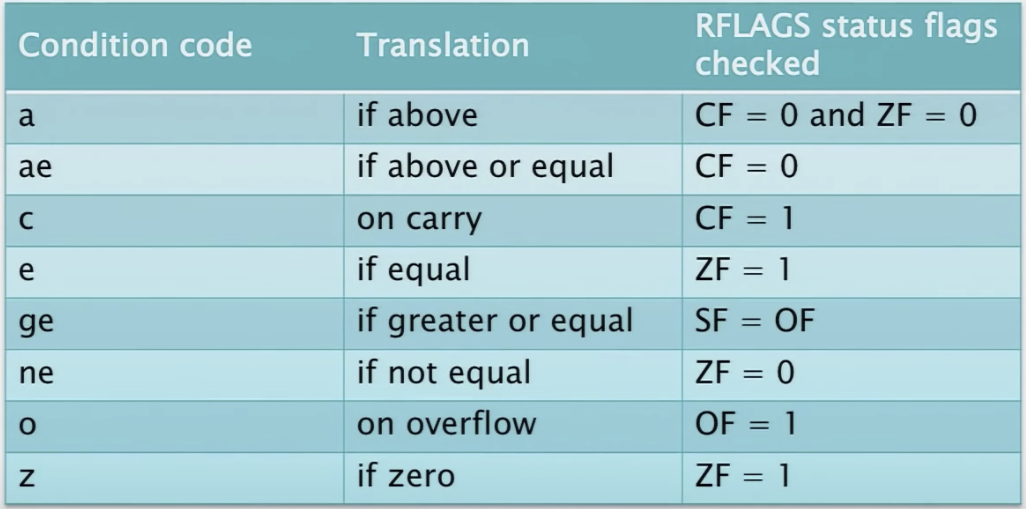 Condition code Translation RFLAGS status flags checked
a if above CF = 0 and ZF = 0
ae if above or equal CF = 0
c on carry CF = 1
e if equal ZF = 1
ge if greater or equal SF = OF
ne if not equal ZF = 0
o on overflow OF = 1
z if zero ZF = 1